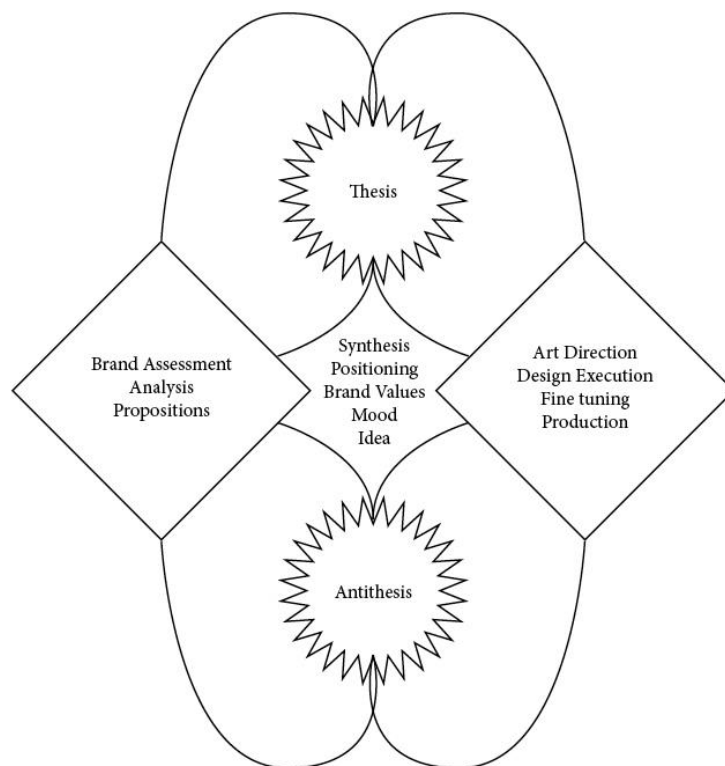 Thesis
Brand Assessment
Analysis
Propositions
Synthesis
Positioning
Brand Values
Mood
Idea
Art Direction
Design Execution
Fine tuning
Production
Antithesis